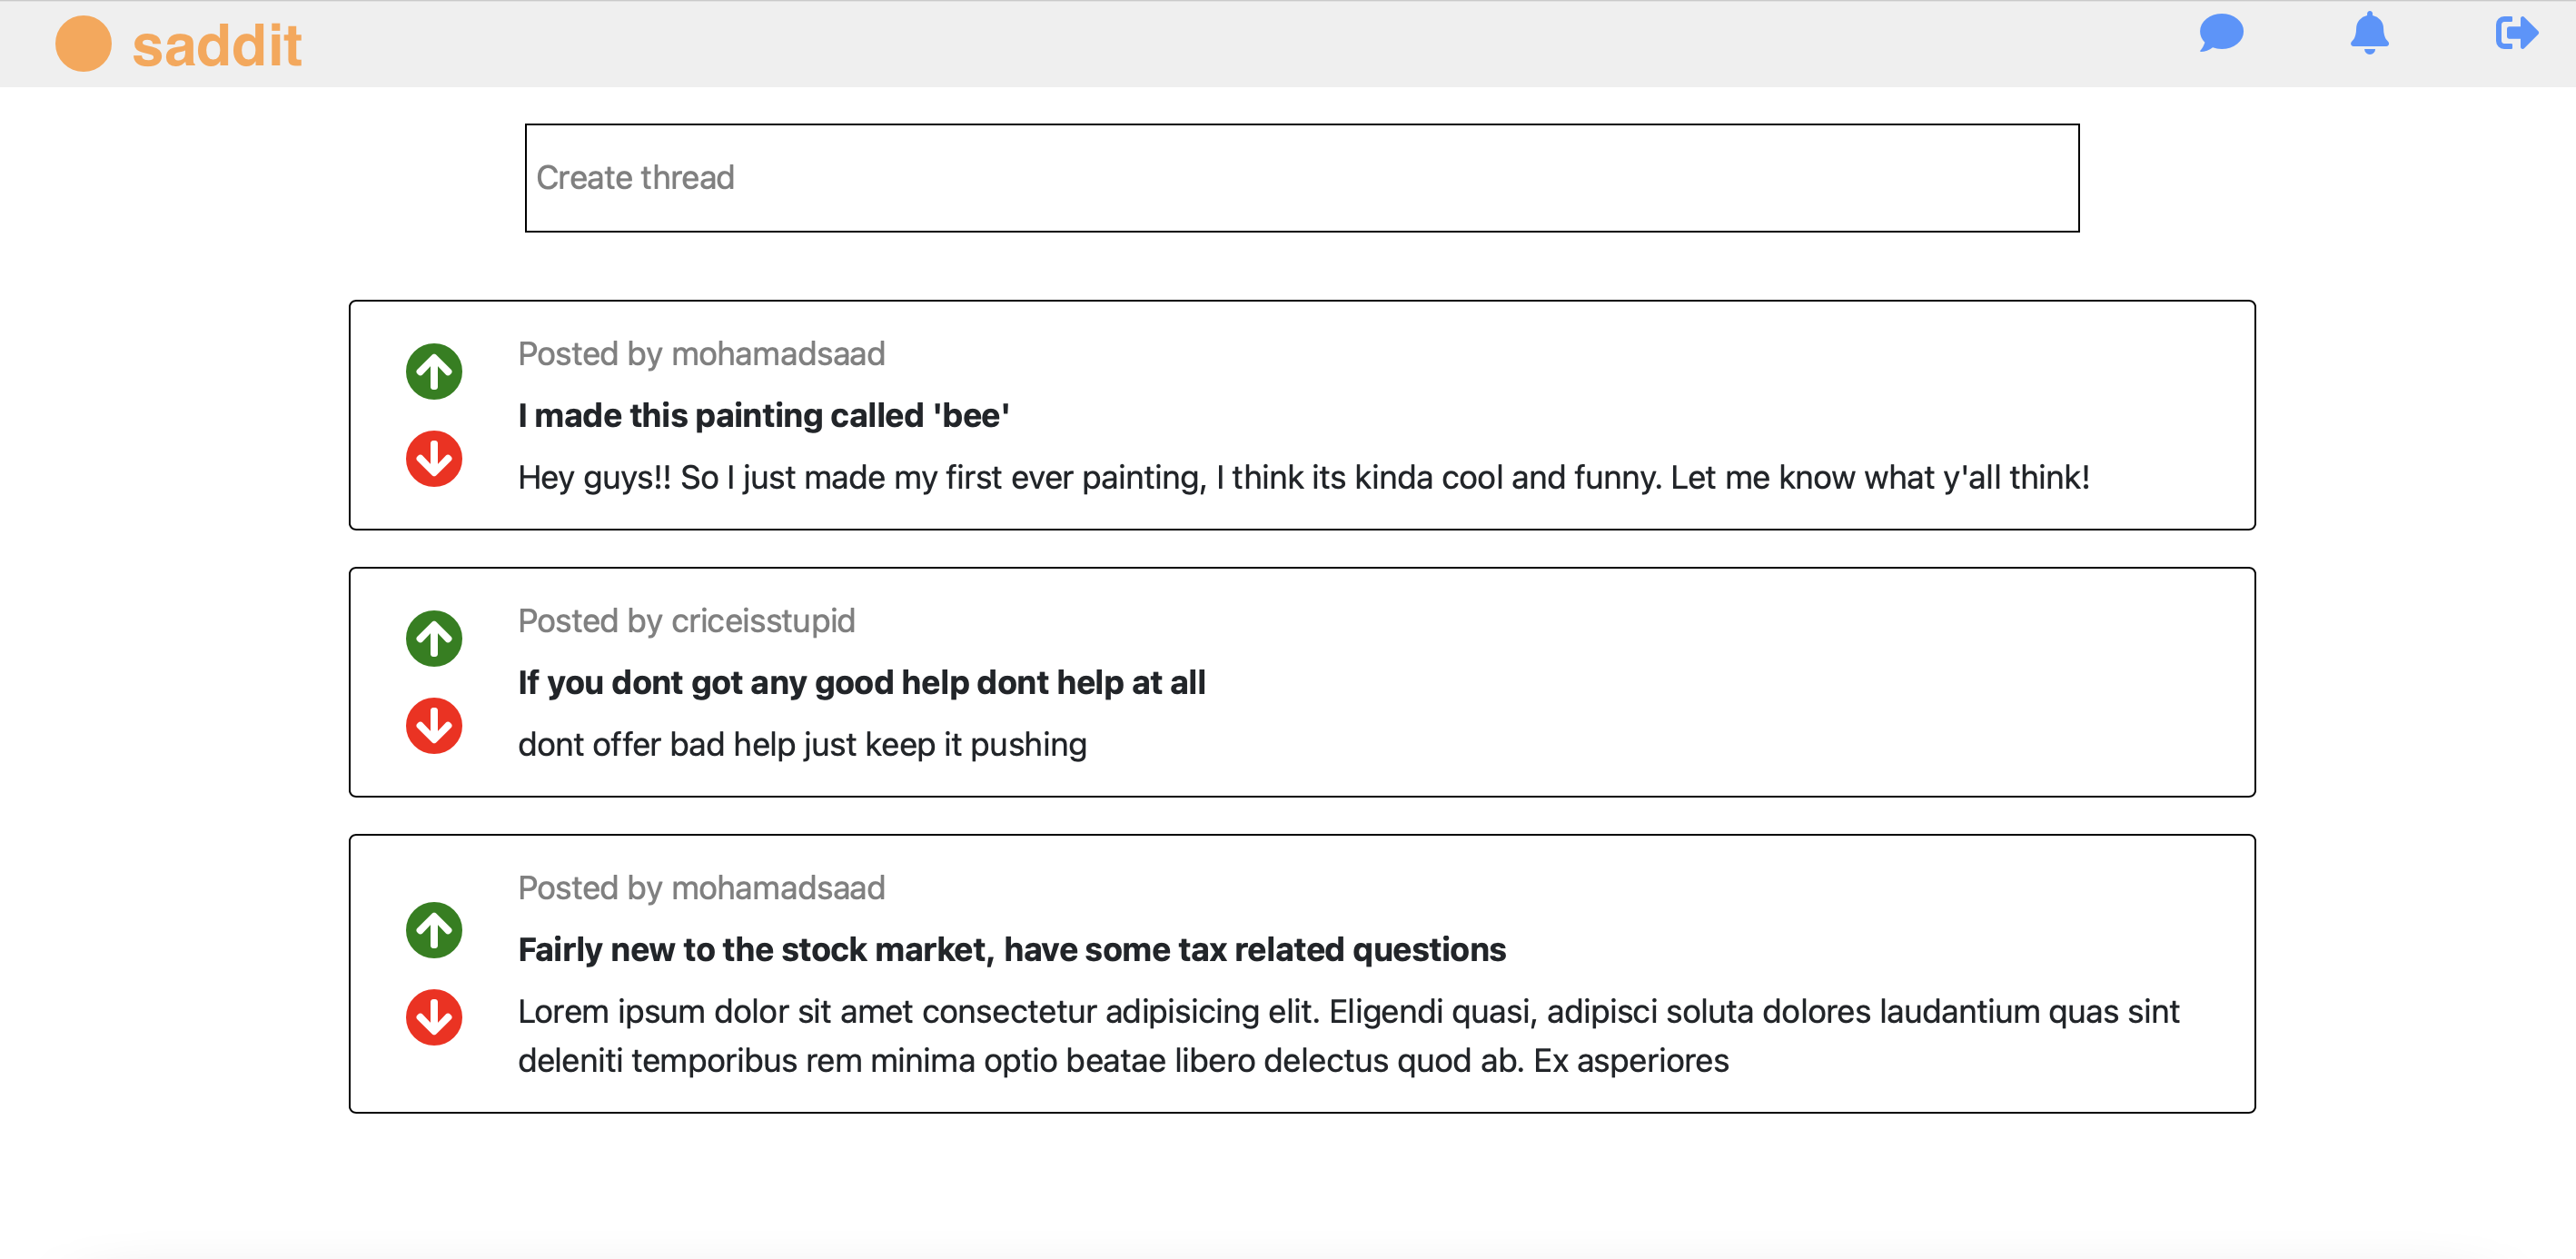 saddit
Create thread
Posted by mohamadsaad
I made this painting called 'bee'
Hey guys!! So I just made my first ever painting, I think its kinda cool and funny. Let me know what y'all think!
Posted by criceisstupid
If you dont got any good help dont help at all
dont offer bad help just keep it pushing
Posted by mohamadsaad
Fairly new to the stock market, have some tax related questions
Lorem ipsum dolor sit amet consectetur adipisicing elit. Eligendi quasi, adipisci soluta dolores laudantium quas sint
deleniti temporibus rem minima optio beatae libero delectus quod ab. Ex asperiores